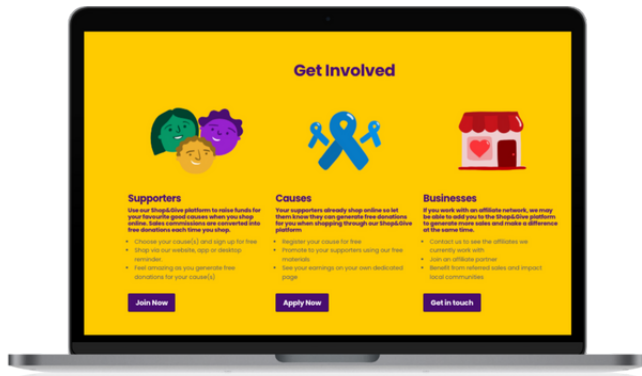 Get Involved
Supporters
Use our Shop&Give platform to raise funds for
your favourite good causes when you shop
online. Sales commissions are converted into
free donations each time you shop.
• Choose your cause(s) and sign up for free
• Shop via our website, app or desktop
reminder.
• Feel amazing as you generate free
donations for your cause(s)
Join Now
Causes
Your supporters already shop online so let
them know they can generate free donations
for you when shopping through our Shop&Give
platform
• Register your cause for free
• Promote to your supporters using our free
materials
• See your earnings on your own dedicated
page
Apply Now
Businesses
If you work with an affiliate network, we may
be able to add you to the Shop&Give platform
to generate more sales and make a difference
at the same time.
• Contact us to see the affiliates we
currently work with
• Join an affiliate partner
• Benefit from referred sales and impact
local communities
Get in touch